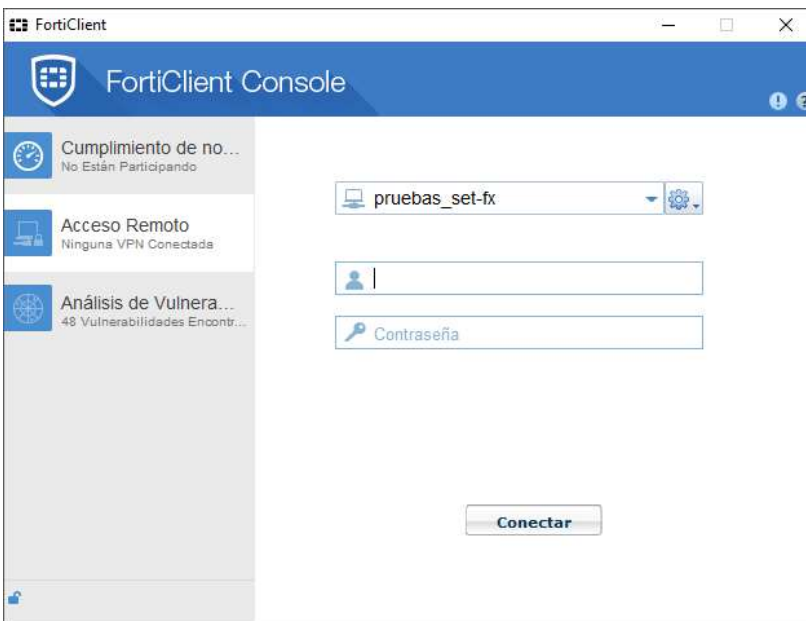 FortiClient
FortiClient Console
Cumplimiento de no...
No Están Participando
Acceso Remoto
Ninguna VPN Conectada
Análisis de Vulnera...
48 Vulnerabilidades Encontr...
pruebas_set-fx
Contraseña
Conectar